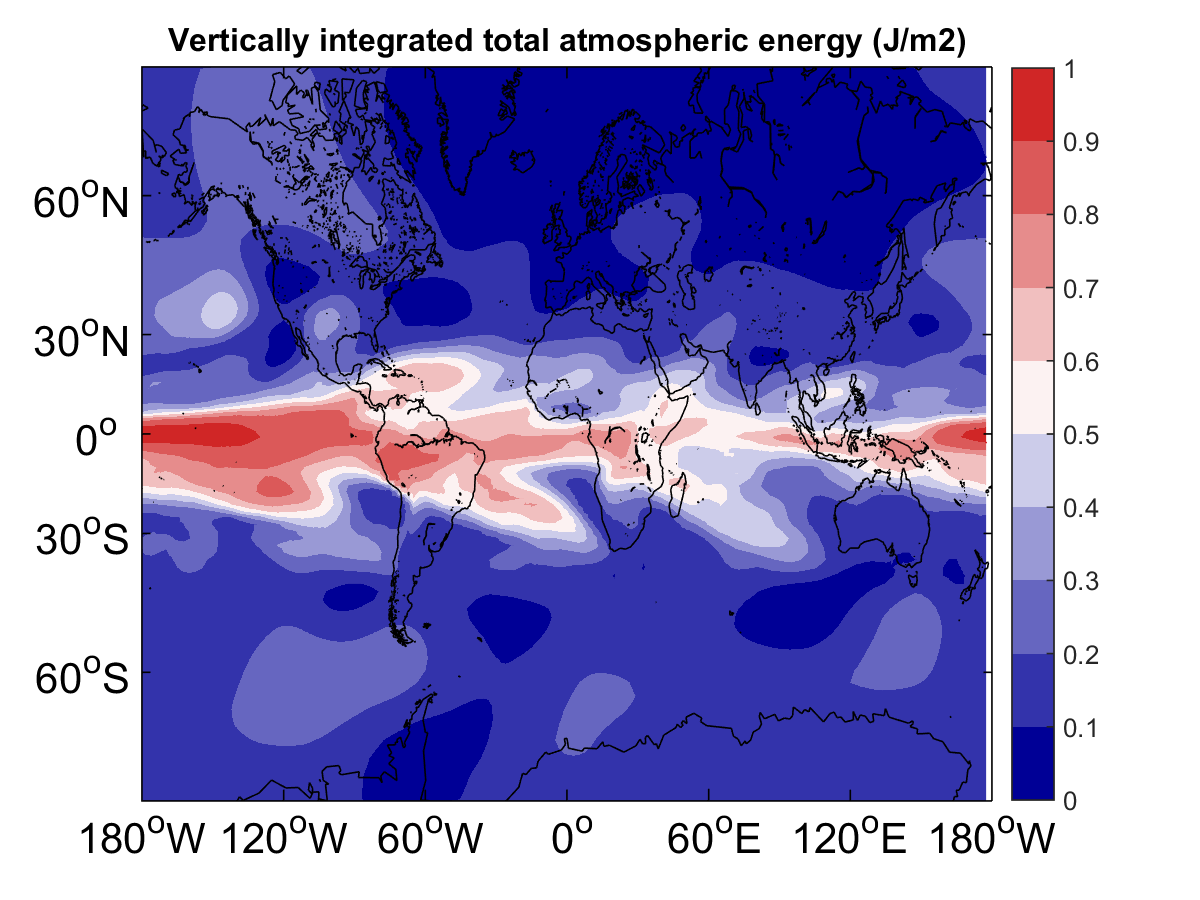 Vertically integrated total atmospheric energy (J/m2)
1
0.9
0.8
0.7
0.6
0.5
0.4
0.3
0.2
0.1
0
60°N
30°N
0°
30°S
60°S
180°W 120°W 60°W 0° 60°E 120°E 180°W